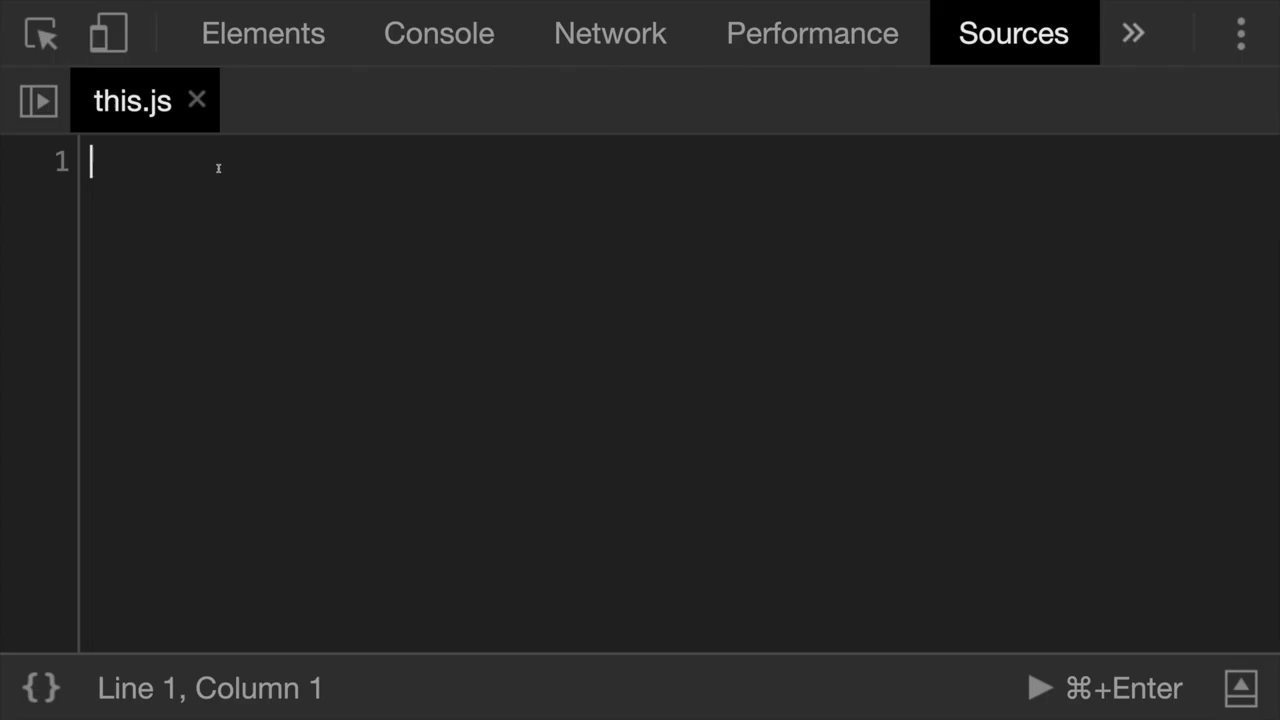 Elements Console Network Performance Sources
this.js
1
{} Line 1, Column 1 ⌘+Enter